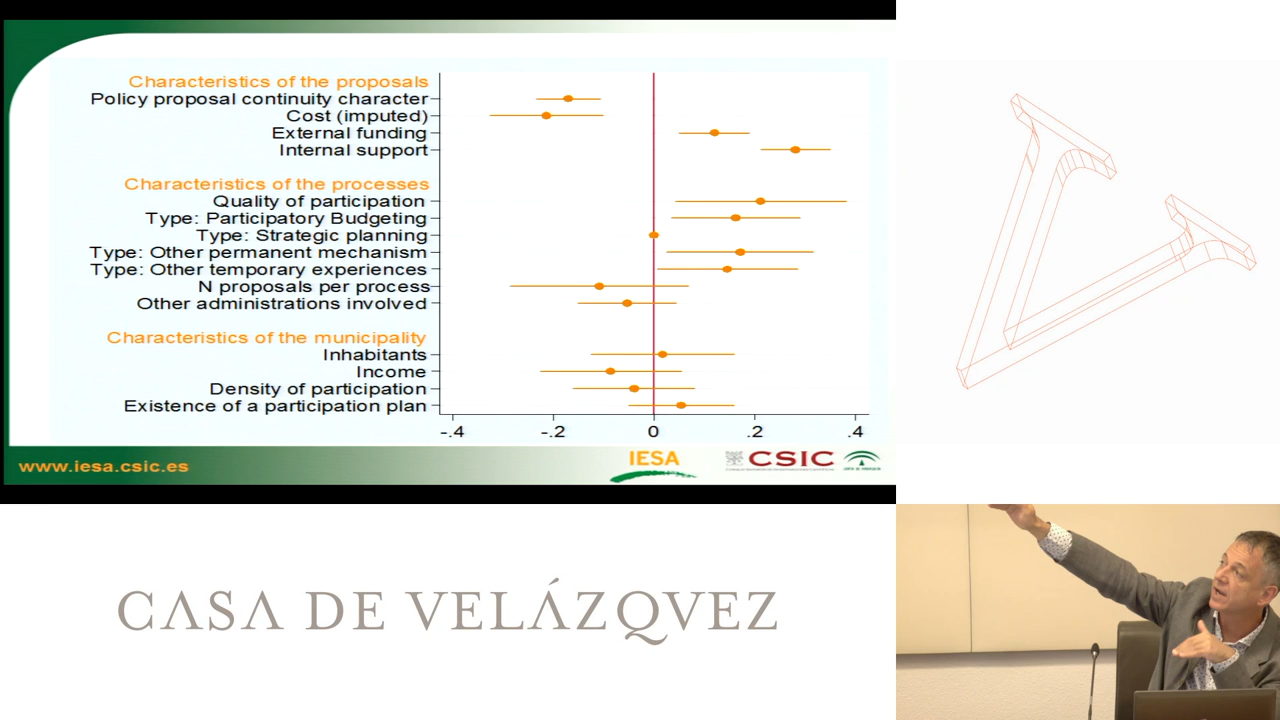 Characteristics of the proposals
Policy proposal continuity character
Cost (imputed)
External funding
Internal support
Characteristics of the processes
Quality of participation
Type: Participatory Budgeting
Type: Strategic planning
Type: Other permanent mechanism
Type: Other temporary experiences
N proposals per process
Other administrations involved
Characteristics of the municipality
Inhabitants
Income
Density of participation
Existence of a participation plan
-.4 -.2 0 .2 .4
www.iesa.csic.es
IESA
CSIC
CASA DE VELÁZQVEZ